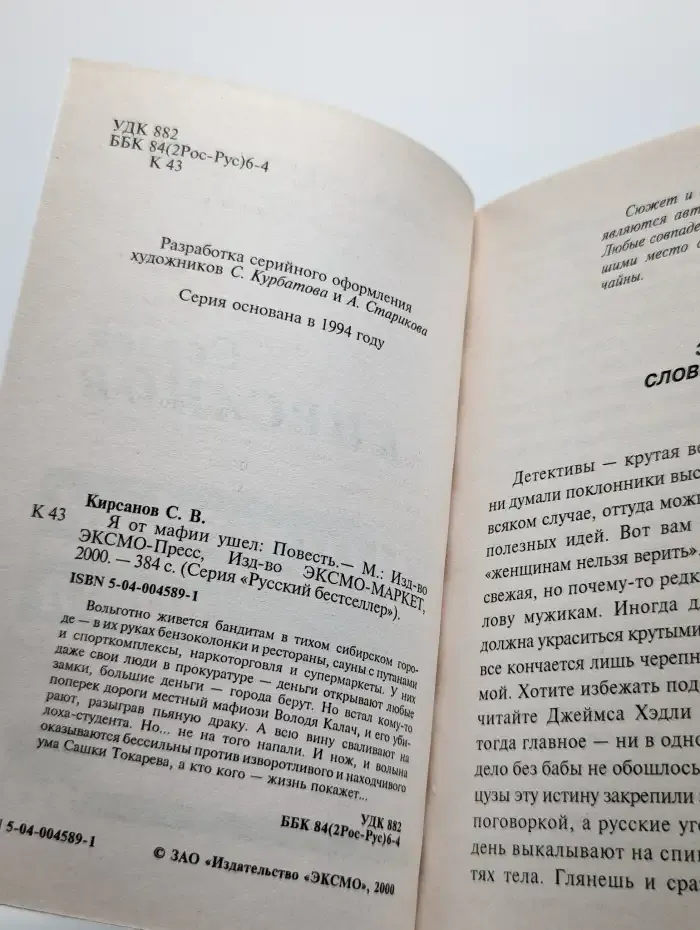 УДК 882
ББК 84(2Рос-Рус)6-4
К 43
Разработка серийного оформления
художников С. Курбатова и А. Старикова
Серия основана в 1994 году
Кирсанов С. В.
К 43
Я от мафии ушел: Повесть.— М.: Изд-во
ЭКСМО-Пресс, Изд-во ЭКСМО-МАРКЕТ,
2000. — 384 с. (Серия «Русский бестселлер»).
ISBN 5-04-004589-1
Вольготно живется бандитам в тихом сибирском горо-
де — в их руках бензоколонки и рестораны, сауны с путанами
и спорткомплексы, наркоторговля и супермаркеты. У них
даже свои люди в прокуратуре — деньги открывают любые
замки, большие деньги — города берут. Но встал кому-то
поперек дороги местный мафиози Володя Калач, и его уби-
рают, разыграв пьяную драку. А всю вину сваливают на
лоха-студента. Но... не на того напали. И нож, и волына
оказываются бессильны против изворотливого и находчивого
ума Сашки Токарева, а кто кого — жизнь покажет...
УДК 882
ББК 84(2Рос-Рус)6-4
5-04-004589-1
© ЗАО «Издательство «ЭКСМО», 2000
Сюжет и
являются авт
Любые совпаде
шими место с
чайны.
СЛОВ
Детективы — крутая ве
ни думали поклонники выс
всяком случае, оттуда можн
полезных идей. Вот вам
«женщинам нельзя верить».
свежая, но почему-то редк
лову мужикам. Иногда д
должна украситься крутыми
все кончается лишь черепн
мой. Хотите избежать под
читайте Джеймса Хэдли
тогда главное — ни в одно
дело без бабы не обошлось
цузы эту истину закрепили
поговоркой, а русские уго
день выкалывают на спин
тях тела. Глянешь и сра